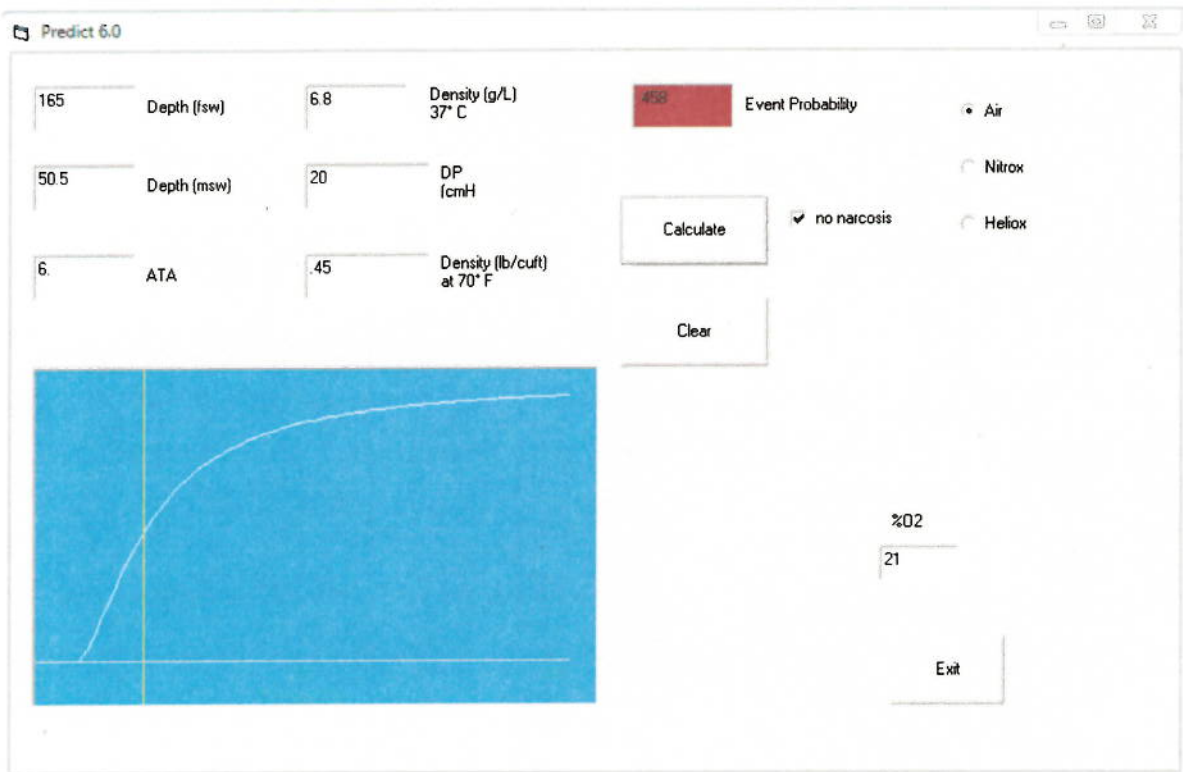 Predict 6.0
165
Depth (fsw)
6.8
Density (g/L)
37° C
.458
Event Probability
Air
50.5
Depth (msw)
20
DP
(cmH
Nitrox
Calculate
no narcosis
Heliox
6.
ATA
.45
Density (lb/cuft)
at 70° F
Clear
%O2
21
Exit